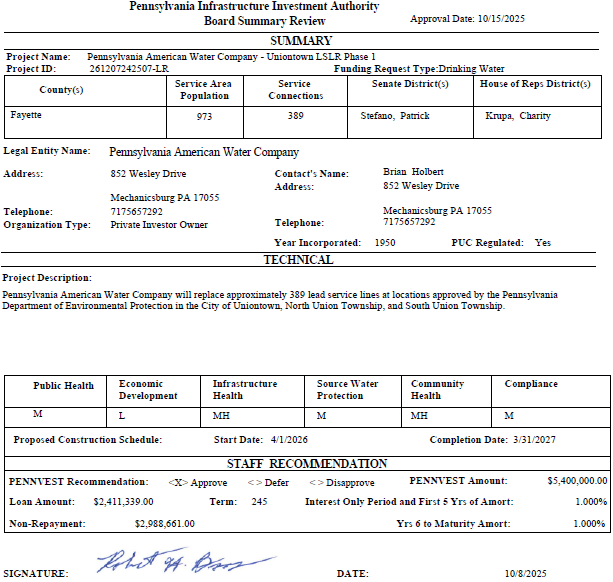 Pennsylvania Infrastructure Investment Authority
Board Summary Review Approval Date: 10/15/2025
SUMMARY
Project Name: Pennsylvania American Water Company - Uniontown LSLR Phase 1
Project ID: 261207242507-LR Funding Request Type:Drinking Water
County(s) Service Area Population Service Connections Senate District(s) House of Reps District(s)
Fayette 973 389 Stefano, Patrick Krupa, Charity
Legal Entity Name: Pennsylvania American Water Company
Address: 852 Wesley Drive Contact's Name: Brian Holbert
Address: 852 Wesley Drive
Mechanicsburg PA 17055 Mechanicsburg PA 17055
Telephone: 7175657292 Telephone: 7175657292
Organization Type: Private Investor Owner
Year Incorporated: 1950 PUC Regulated: Yes
TECHNICAL
Project Description:
Pennsylvania American Water Company will replace approximately 389 lead service lines at locations approved by the Pennsylvania
Department of Environmental Protection in the City of Uniontown, North Union Township, and South Union Township.
Public Health Economic Development Infrastructure Health Source Water Protection Community Health Compliance
M L MH M MH M
Proposed Construction Schedule: Start Date: 4/1/2026 Completion Date: 3/31/2027
STAFF RECOMMENDATION
PENNVEST Recommendation: <X> Approve < > Defer < > Disapprove PENNVEST Amount: $5,400,000.00
Loan Amount: $2,411,339.00 Term: 245 Interest Only Period and First 5 Yrs of Amort: 1.000%
Non-Repayment: $2,988,661.00 Yrs 6 to Maturity Amort: 1.000%
SIGNATURE: DATE: 10/8/2025